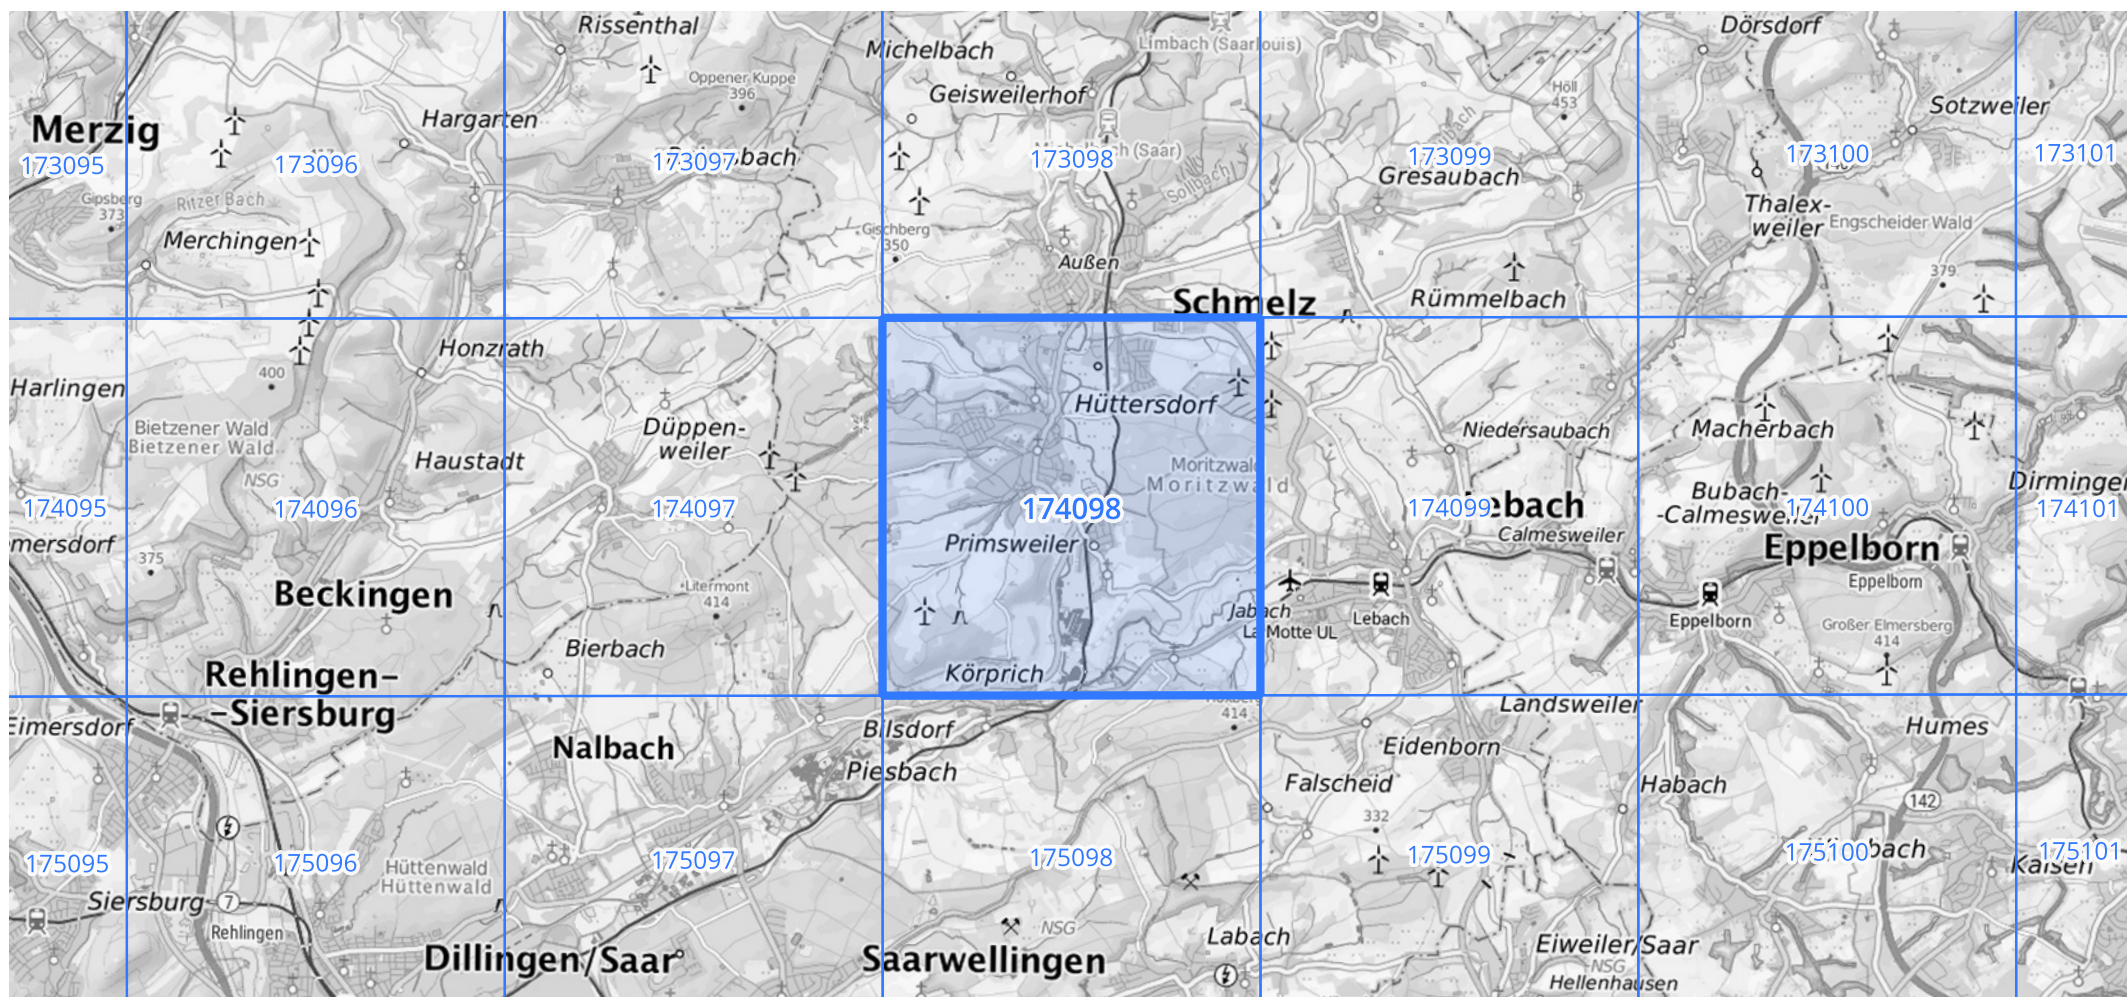 Rissenthal
Dörsdorf
Michelbach
Limbach (Saarlouis)
Oppener Kuppe
396
Geisweilerhof
Höll
453
Sotzweiler
Hargarten
Merzig
173095
173096
173097
173098
173099
173100
173101
Gresaubach
Sollbach
Gipsberg
373
Ritzer Bach
Thalex-
weiler
Engscheider Wald
Merchingen
Gischberg
350
Außen
379
Schmelz
Rümmelbach
Honzrath
Harlingen
400
Hüttersdorf
Bietzener Wald
Bietzener Wald
Düppen-
weiler
Niedersaubach
Macherbach
Haustadt
Moritzwald
Moritzwald
NSG
Dirmingen
174095
174096
174097
174098
174099
174100
174101
Bubach-
-Calmesweiler
ebach
Calmesweiler
mersdorf
375
Primsweiler
Eppelborn
Eppelborn
Beckingen
Litermont
414
Jabach
La Motte UL
Lebach
Eppelborn
Großer Elmersberg
414
Bierbach
Körprich
Rehlingen-
-Siersburg
414
Landsweiler
Eimersdorf
Bilsdorf
Humes
Nalbach
Eidenborn
Piesbach
Falscheid
Habach
142
332
175095
175096
175097
175098
175099
175100
175101
bach
Kaisen
Hüttenwald
Hüttenwald
Siersburg
7
Rehlingen
NSG
Labach
Dillingen/Saar
Saarwellingen
Eiweiler/Saar
NSG
Hellenhausen